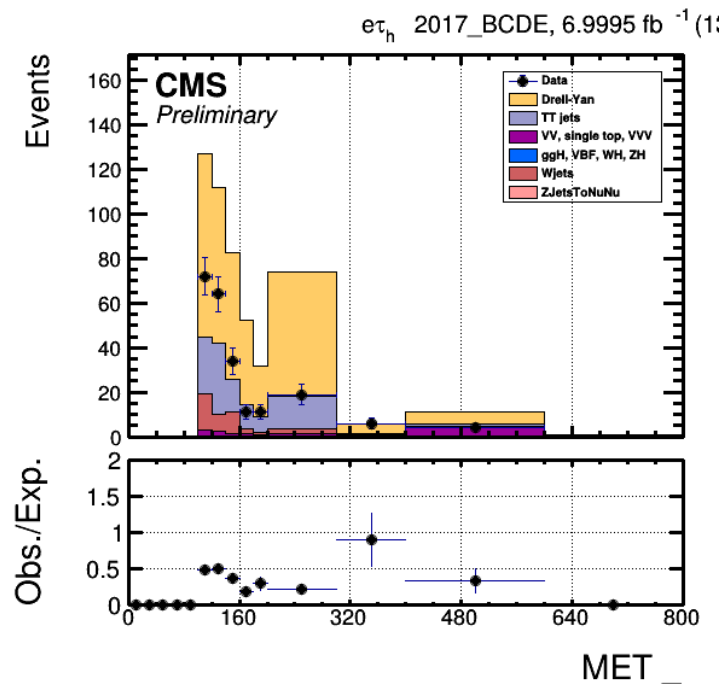 eτh 2017_BCDE, 6.9995 fb -1 (13
Events
160
140
120
100
80
60
40
20
0
CMS
Preliminary
Data
Drell-Yan
TT jets
VV, single top, VVV
ggH, VBF, WH, ZH
Wjets
ZJetsToNuNu
Obs./Exp.
2
1.5
1
0.5
0
0 160 320 480 640 800
MET _